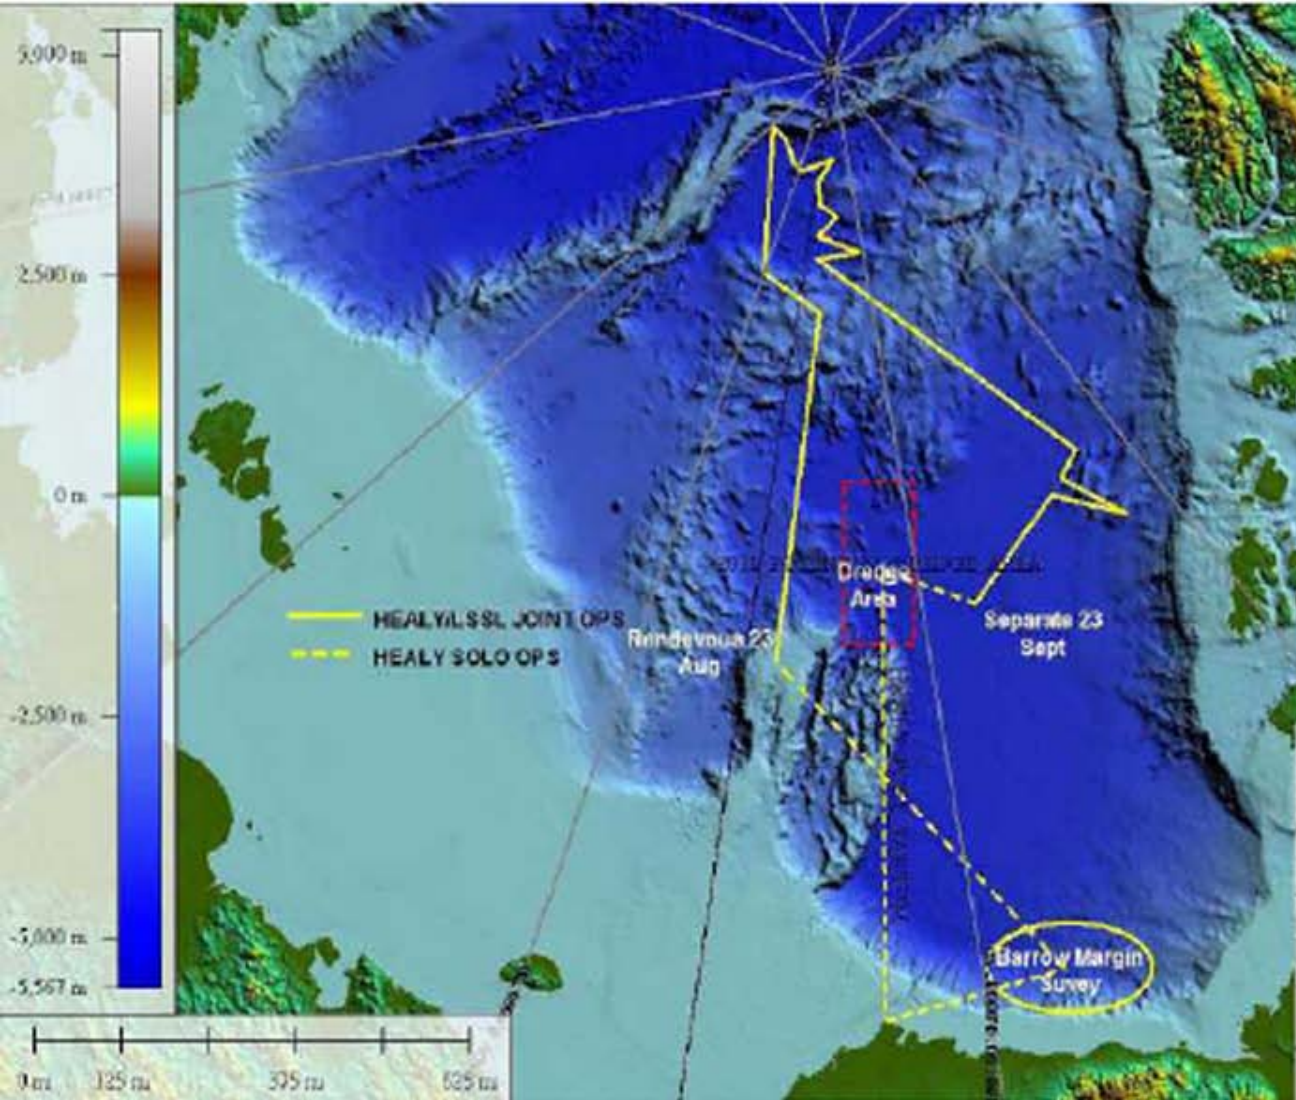 5,000 m
2,500 m
0 m
-2,500 m
-5,000 m
-5,567 m
HEALY/LSSL JOINT OPS
HEALY SOLO OPS
Rendevous 23
Aug
Dredge
Area
Separate 23
Sept
Barrow Margin
Suvey
0 m
125 m
375 m
625 m